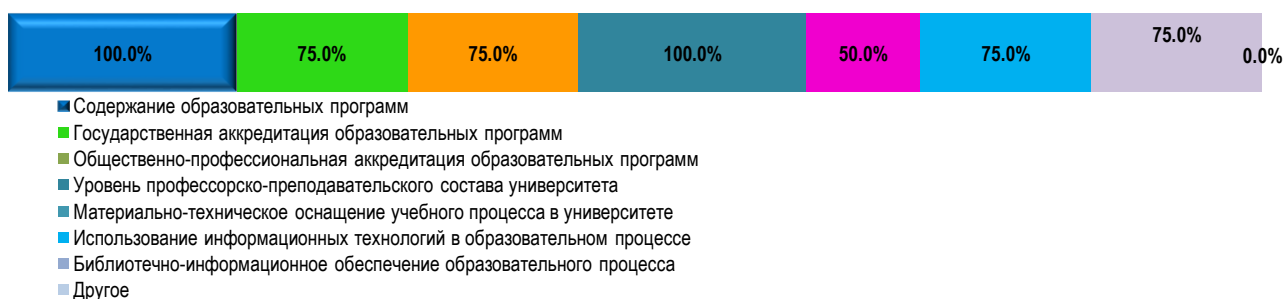 100.0% 75.0% 75.0% 100.0% 50.0% 75.0% 75.0% 0.0%
Содержание образовательных программ
Государственная аккредитация образовательных программ
Общественно-профессиональная аккредитация образовательных программ
Уровень профессорско-преподавательского состава университета
Материально-техническое оснащение учебного процесса в университете
Использование информационных технологий в образовательном процессе
Библиотечно-информационное обеспечение образовательного процесса
Другое